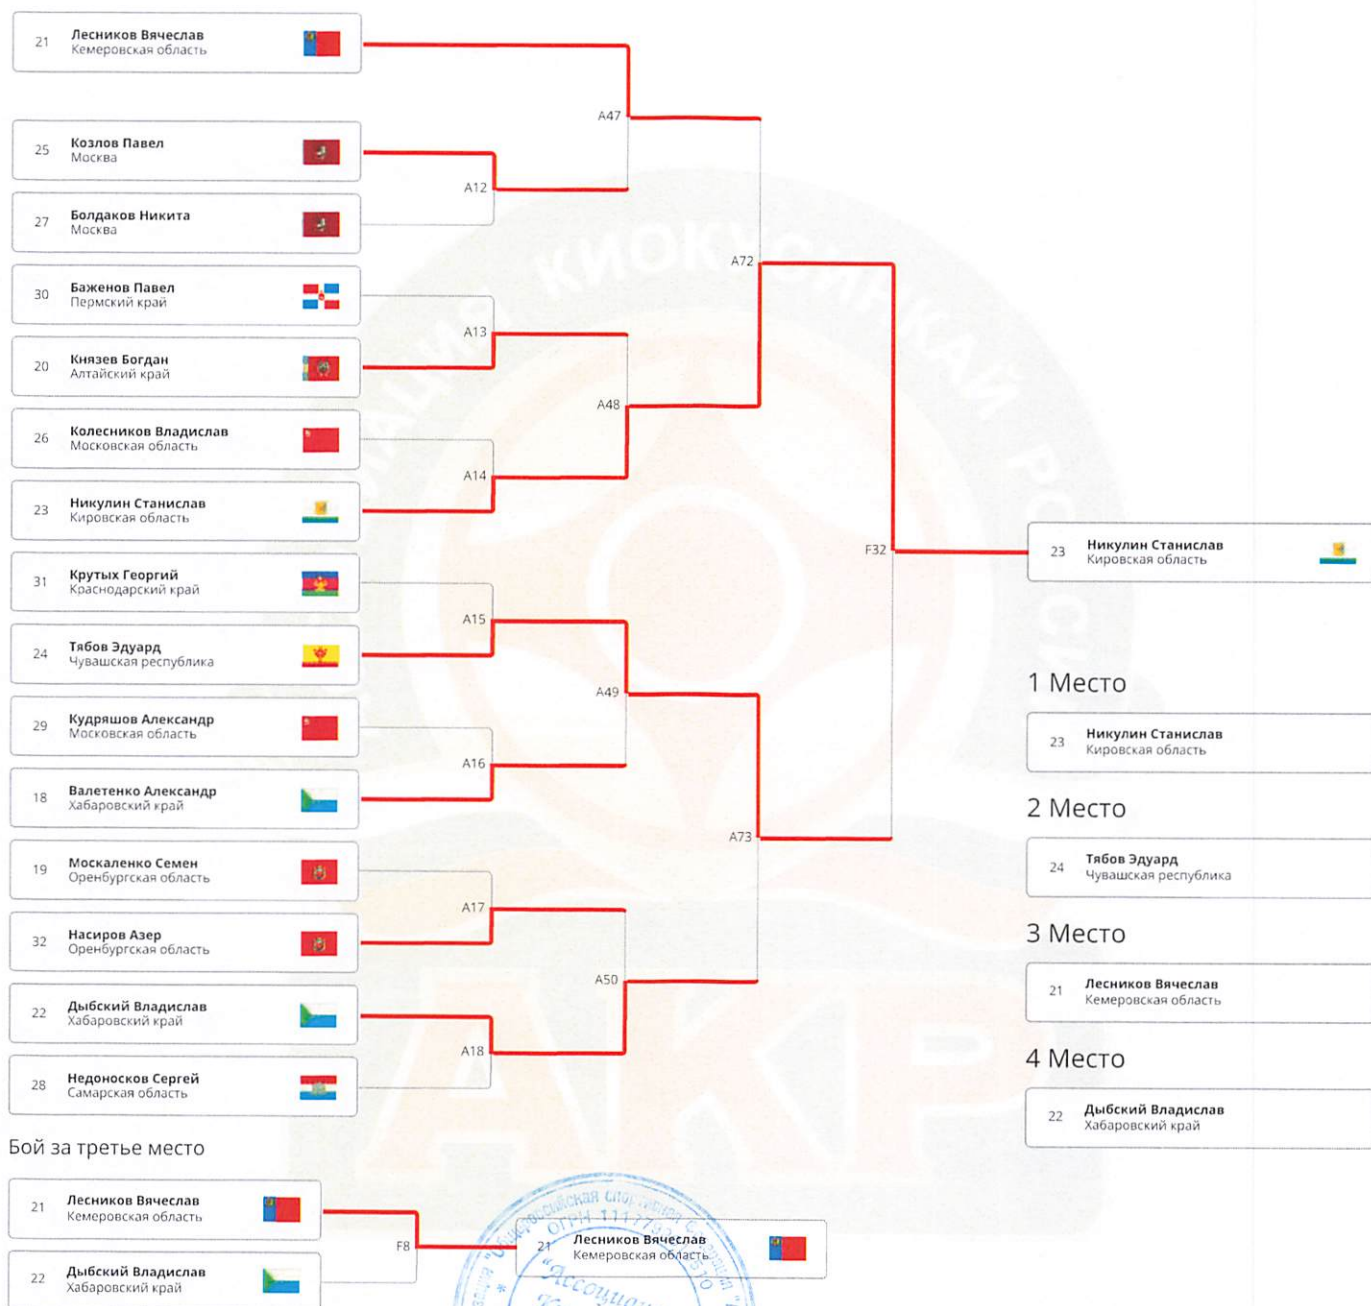 21
Лесников Вячеслав
Кемеровская область
A47
25
Козлов Павел
Москва
A12
27
Болдаков Никита
Москва
A72
30
Баженов Павел
Пермский край
A13
20
Князев Богдан
Алтайский край
A48
26
Колесников Владислав
Московская область
A14
23
Никулин Станислав
Кировская область
F32
23
Никулин Станислав
Кировская область
31
Крутых Георгий
Краснодарский край
A15
24
Тябов Эдуард
Чувашская республика
A49
29
Кудряшов Александр
Московская область
A16
18
Валетенко Александр
Хабаровский край
A73
19
Москаленко Семен
Оренбургская область
A17
32
Насиров Азер
Оренбургская область
A50
22
Дыбский Владислав
Хабаровский край
A18
28
Недоносков Сергей
Самарская область
1 Место
23
Никулин Станислав
Кировская область
2 Место
24
Тябов Эдуард
Чувашская республика
3 Место
21
Лесников Вячеслав
Кемеровская область
4 Место
22
Дыбский Владислав
Хабаровский край
Бой за третье место
21
Лесников Вячеслав
Кемеровская область
F8
21
Лесников Вячеслав
Кемеровская область
22
Дыбский Владислав
Хабаровский край
КИОКУСИНКАЙ
АКР